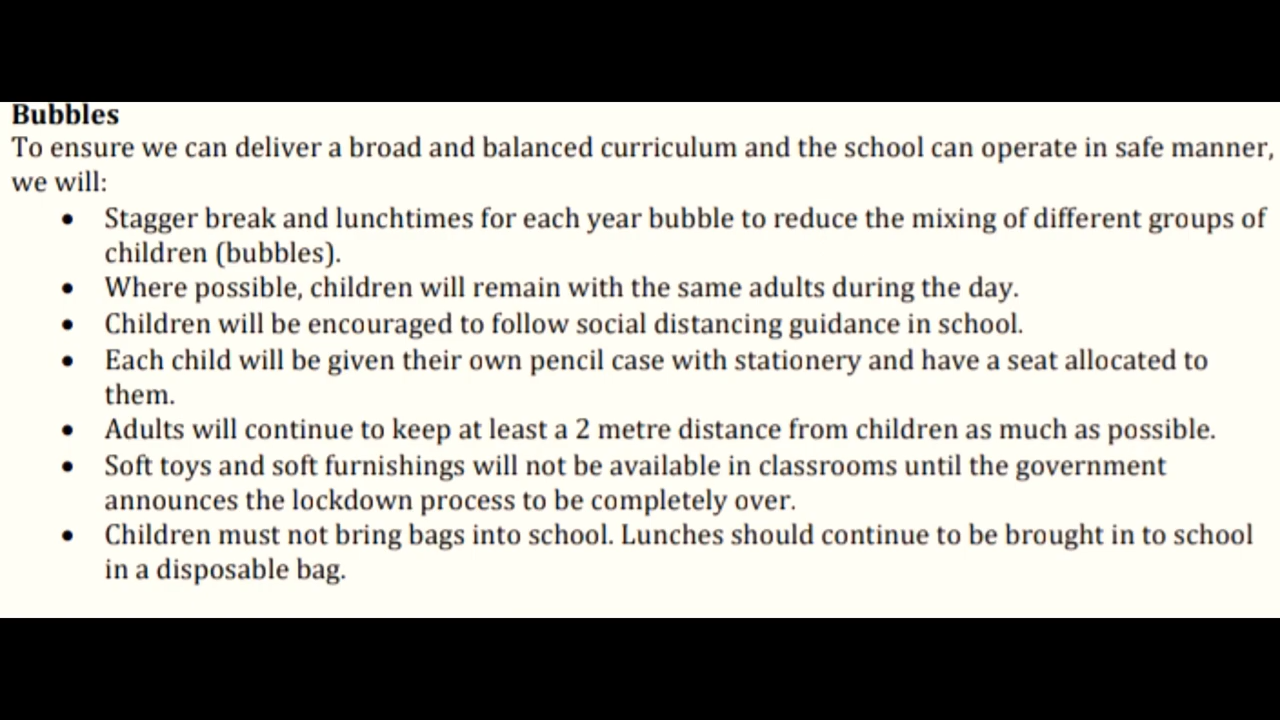 Bubbles
To ensure we can deliver a broad and balanced curriculum and the school can operate in safe manner,
we will:
• Stagger break and lunchtimes for each year bubble to reduce the mixing of different groups of
children (bubbles).
• Where possible, children will remain with the same adults during the day.
• Children will be encouraged to follow social distancing guidance in school.
• Each child will be given their own pencil case with stationery and have a seat allocated to
them.
• Adults will continue to keep at least a 2 metre distance from children as much as possible.
• Soft toys and soft furnishings will not be available in classrooms until the government
announces the lockdown process to be completely over.
• Children must not bring bags into school. Lunches should continue to be brought in to school
in a disposable bag.